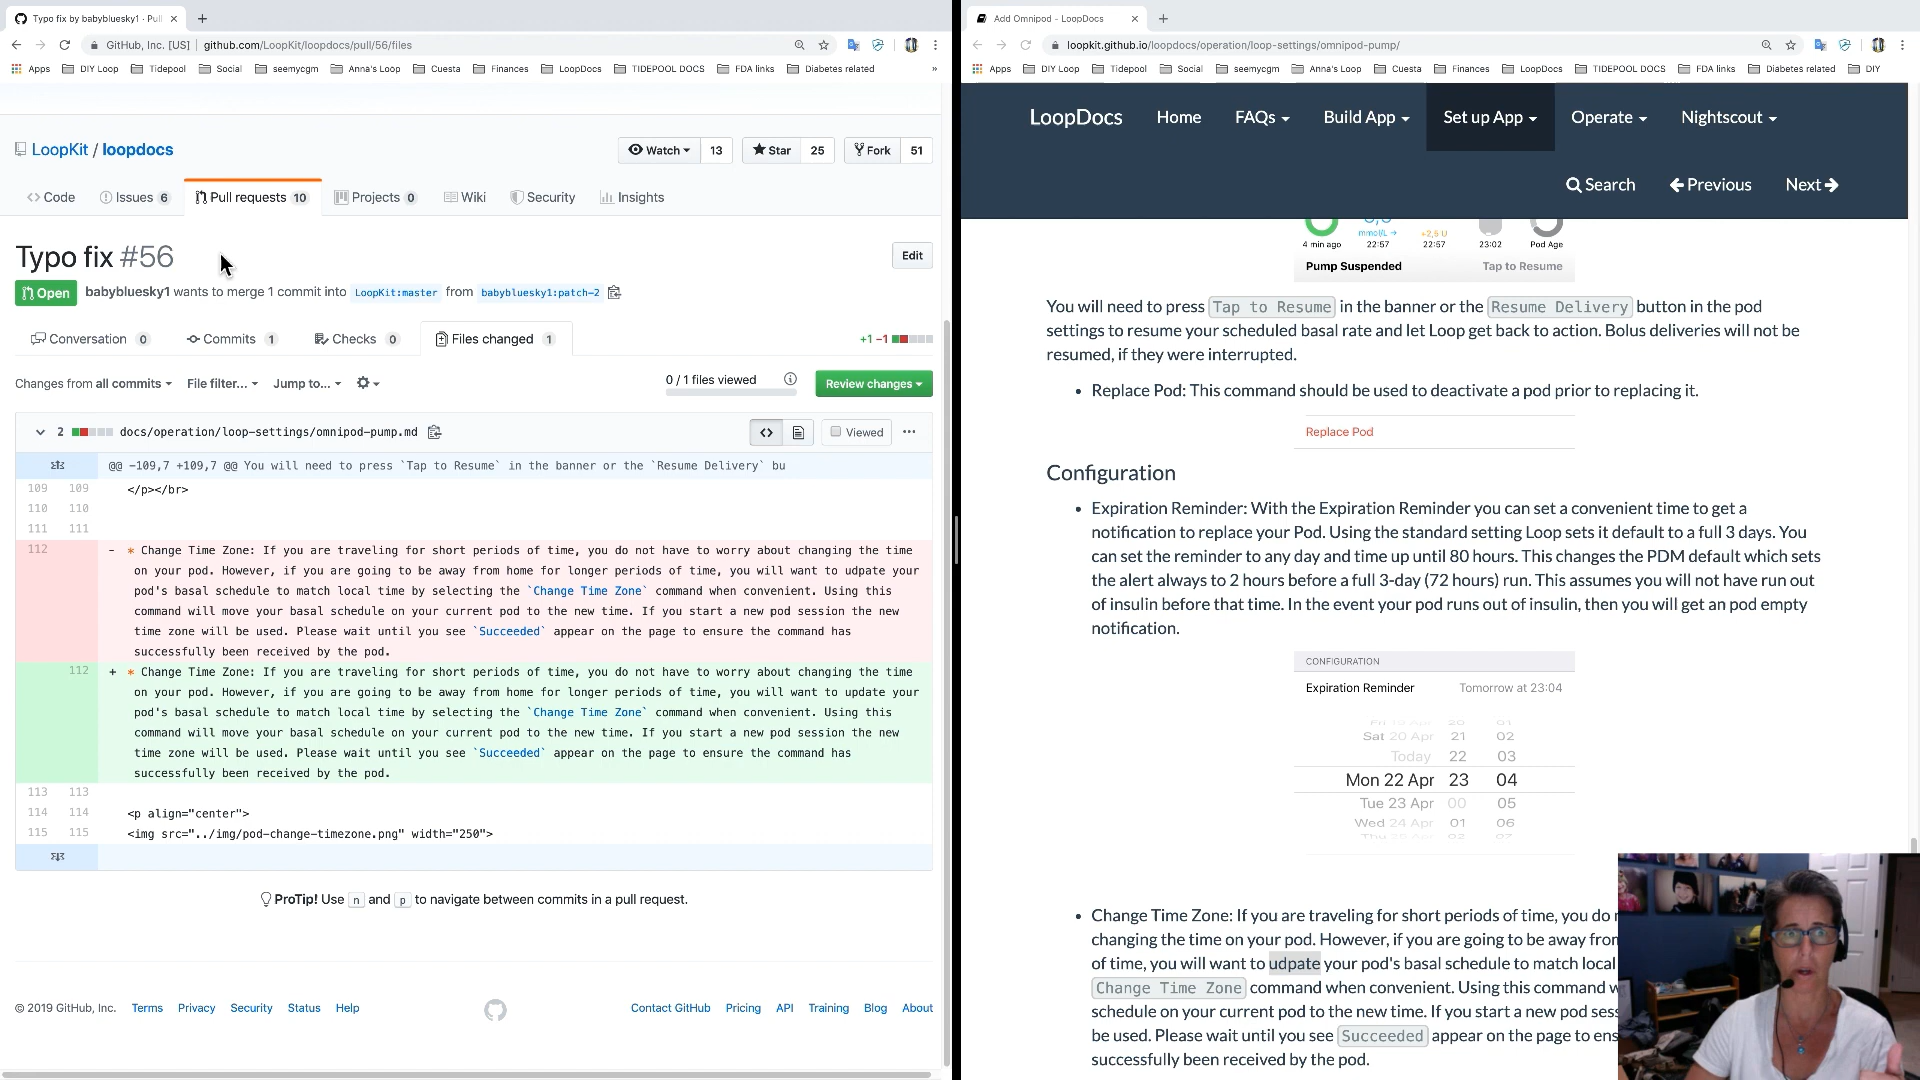 Typo fix by babybluesky1 · Pull
GitHub, Inc. [US] | github.com/LoopKit/loopdocs/pull/56/files
Apps DIY Loop Tidepool Social seemycgm Anna's Loop Cuesta Finances LoopDocs TIDEPOOL DOCS FDA links Diabetes related »
LoopKit / loopdocs
Watch 13 Star 25 Fork 51
Code Issues 6 Pull requests 10 Projects 0 Wiki Security Insights
Typo fix #56
Edit
Open babybluesky1 wants to merge 1 commit into LoopKit:master from babybluesky1:patch-2
Conversation 0 Commits 1 Checks 0 Files changed 1 +1 −1
Changes from all commits File filter... Jump to... 0 / 1 files viewed Review changes
2 docs/operation/loop-settings/omnipod-pump.md <> Viewed ...
@@ -109,7 +109,7 @@ You will need to press `Tap to Resume` in the banner or the `Resume Delivery` bu
109 109 </p></br>
110 110
111 111
112 - * Change Time Zone: If you are traveling for short periods of time, you do not have to worry about changing the time
on your pod. However, if you are going to be away from home for longer periods of time, you will want to udpate your
pod's basal schedule to match local time by selecting the `Change Time Zone` command when convenient. Using this
command will move your basal schedule on your current pod to the new time. If you start a new pod session the new
time zone will be used. Please wait until you see `Succeeded` appear on the page to ensure the command has
successfully been received by the pod.
112 + * Change Time Zone: If you are traveling for short periods of time, you do not have to worry about changing the time
on your pod. However, if you are going to be away from home for longer periods of time, you will want to update your
pod's basal schedule to match local time by selecting the `Change Time Zone` command when convenient. Using this
command will move your basal schedule on your current pod to the new time. If you start a new pod session the new
time zone will be used. Please wait until you see `Succeeded` appear on the page to ensure the command has
successfully been received by the pod.
113 113
114 114 <p align="center">
115 115 <img src="../img/pod-change-timezone.png" width="250">
ProTip! Use n and p to navigate between commits in a pull request.
© 2019 GitHub, Inc. Terms Privacy Security Status Help Contact GitHub Pricing API Training Blog About
Add Omnipod - LoopDocs
loopkit.github.io/loopdocs/operation/loop-settings/omnipod-pump/
Apps DIY Loop Tidepool Social seemycgm Anna's Loop Cuesta Finances LoopDocs TIDEPOOL DOCS FDA links Diabetes related DIY
LoopDocs Home FAQs Build App Set up App Operate Nightscout
Search Previous Next
mmol/L → +2,5 U
4 min ago 22:57 22:57 23:02 Pod Age
Pump Suspended Tap to Resume
You will need to press Tap to Resume in the banner or the Resume Delivery button in the pod
settings to resume your scheduled basal rate and let Loop get back to action. Bolus deliveries will not be
resumed, if they were interrupted.
• Replace Pod: This command should be used to deactivate a pod prior to replacing it.
Replace Pod
Configuration
• Expiration Reminder: With the Expiration Reminder you can set a convenient time to get a
notification to replace your Pod. Using the standard setting Loop sets it default to a full 3 days. You
can set the reminder to any day and time up until 80 hours. This changes the PDM default which sets
the alert always to 2 hours before a full 3-day (72 hours) run. This assumes you will not have run out
of insulin before that time. In the event your pod runs out of insulin, then you will get an pod empty
notification.
CONFIGURATION
Expiration Reminder Tomorrow at 23:04
Fri 19 Apr 20 01
Sat 20 Apr 21 02
Today 22 03
Mon 22 Apr 23 04
Tue 23 Apr 00 05
Wed 24 Apr 01 06
• Change Time Zone: If you are traveling for short periods of time, you do
changing the time on your pod. However, if you are going to be away
of time, you will want to udpate your pod's basal schedule to match local
Change Time Zone command when convenient. Using this command
schedule on your current pod to the new time. If you start a new pod
be used. Please wait until you see Succeeded appear on the page to
successfully been received by the pod.